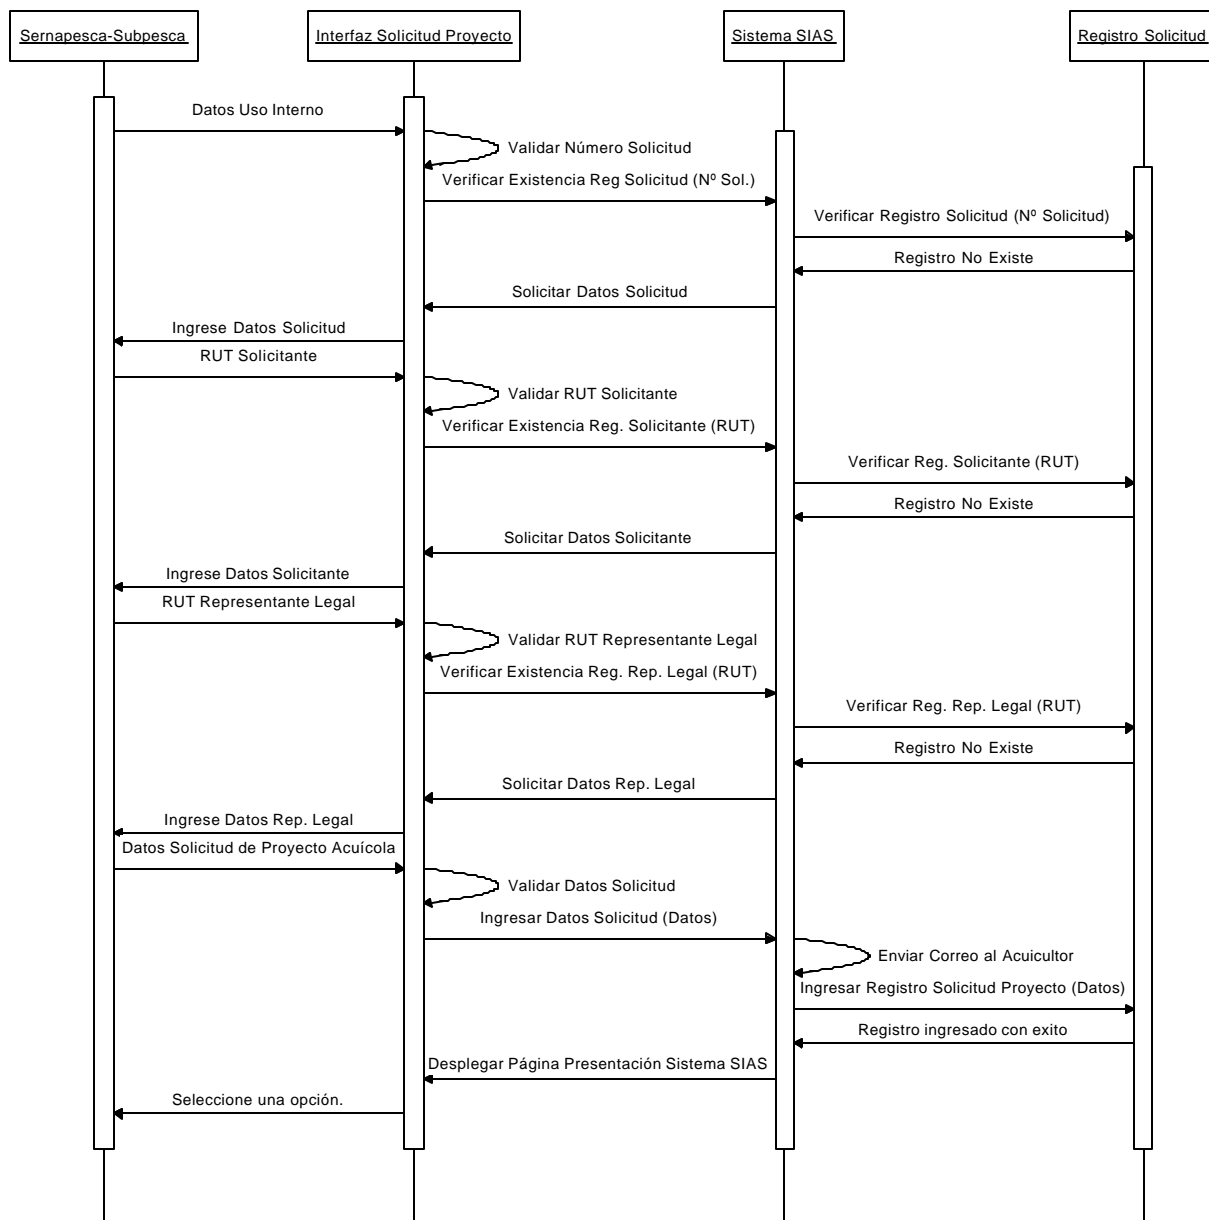 Sernapesca-Subpesca
Interfaz Solicitud Proyecto
Sistema SIAS
Registro Solicitud
Datos Uso Interno
Validar Número Solicitud
Verificar Existencia Reg Solicitud (Nº Sol.)
Verificar Registro Solicitud (Nº Solicitud)
Registro No Existe
Solicitar Datos Solicitud
Ingrese Datos Solicitud
RUT Solicitante
Validar RUT Solicitante
Verificar Existencia Reg. Solicitante (RUT)
Verificar Reg. Solicitante (RUT)
Registro No Existe
Solicitar Datos Solicitante
Ingrese Datos Solicitante
RUT Representante Legal
Validar RUT Representante Legal
Verificar Existencia Reg. Rep. Legal (RUT)
Verificar Reg. Rep. Legal (RUT)
Registro No Existe
Solicitar Datos Rep. Legal
Ingrese Datos Rep. Legal
Datos Solicitud de Proyecto Acuícola
Validar Datos Solicitud
Ingresar Datos Solicitud (Datos)
Enviar Correo al Acuicultor
Ingresar Registro Solicitud Proyecto (Datos)
Registro ingresado con exito
Desplegar Página Presentación Sistema SIAS
Seleccione una opción.